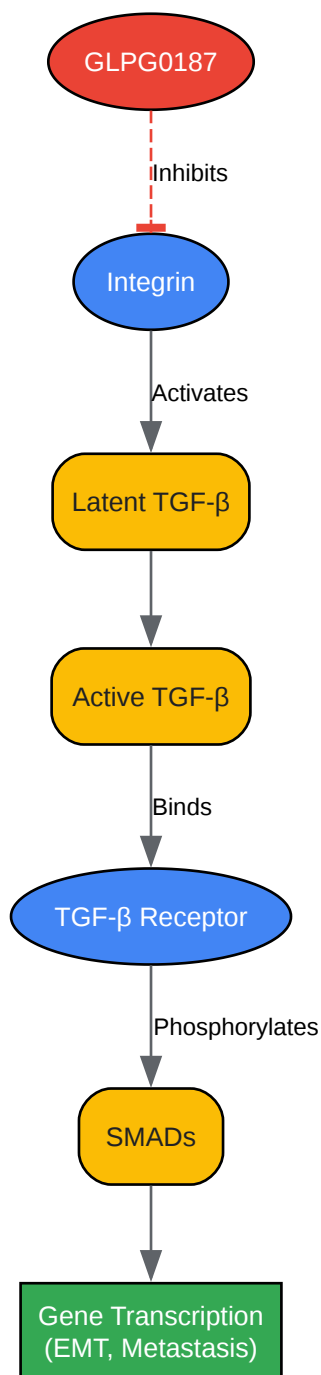 GLPG0187
Inhibits
Integrin
Activates
Latent TGF-β
Active TGF-β
Binds
TGF-β Receptor
Phosphorylates
SMADs
Gene Transcription
(EMT, Metastasis)